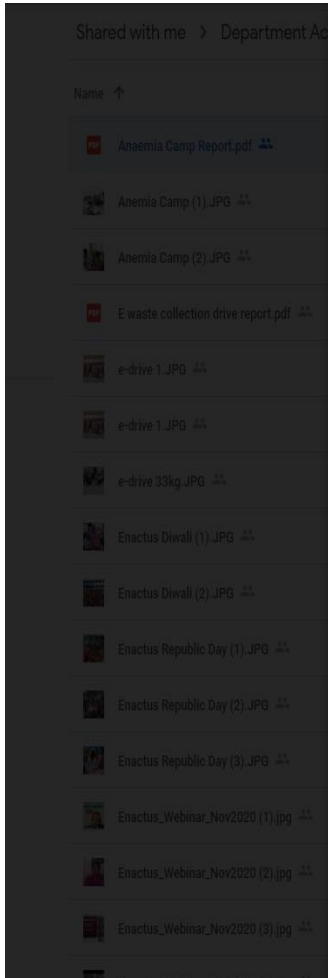 Shared with me > Department Ac
Name ↑
PDF Anaemia Camp Report.pdf
Anemia Camp (1).JPG
Anemia Camp (2).JPG
PDF E waste collection drive report.pdf
e-drive 1.JPG
e-drive 1.JPG
e-drive 33kg.JPG
Enactus Diwali (1).JPG
Enactus Diwali (2).JPG
Enactus Republic Day (1).JPG
Enactus Republic Day (2).JPG
Enactus Republic Day (3).JPG
Enactus_Webinar_Nov2020 (1).jpg
Enactus_Webinar_Nov2020 (2).jpg
Enactus_Webinar_Nov2020 (3).jpg